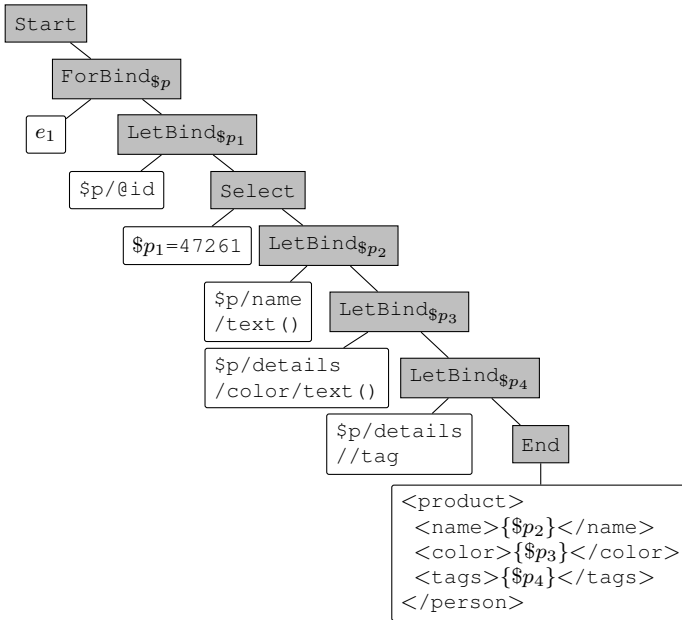 Start
ForBind$p
e1
LetBind$p1
$p/@id
Select
$p1=47261
LetBind$p2
$p/name
/text()
LetBind$p3
$p/details
/color/text()
LetBind$p4
$p/details
//tag
End
<product>
<name>{$p2}</name>
<color>{$p3}</color>
<tags>{$p4}</tags>
</person>